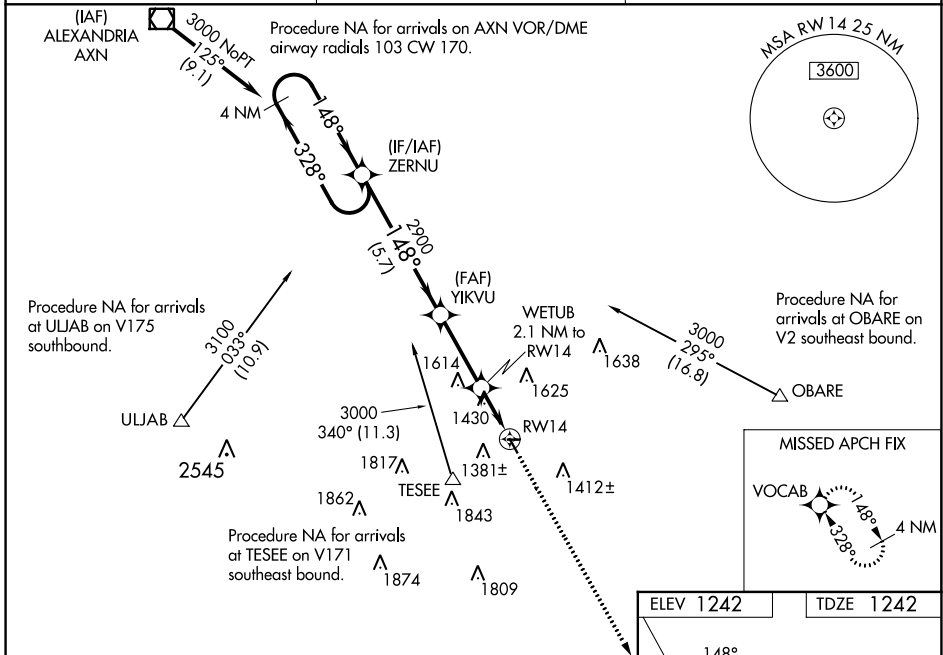 (IAF)
ALEXANDRIA
AXN
3000 NoPT
125°
(9.1)
Procedure NA for arrivals on AXN VOR/DME
airway radials 103 CW 170.
MSA RW 14 25 NM
3600
4 NM
148°
328°
(IF/IAF)
ZERNU
2900
148°
(5.7)
(FAF)
YIKVU
Procedure NA for arrivals
at ULJAB on V175
southbound.
3100
033°
(10.9)
ULJAB
2545
WETUB
2.1 NM to
RW14
1614
1638
1625
1430
RW14
Procedure NA for
arrivals at OBARE on
V2 southeast bound.
3000
295°
(16.8)
OBARE
3000
340° (11.3)
1817
TESEE
1381±
1412±
1862
1843
Procedure NA for arrivals
at TESEE on V171
southeast bound.
1874
1809
MISSED APCH FIX
VOCAB
148°
328°
4 NM
ELEV 1242
TDZE 1242
148°